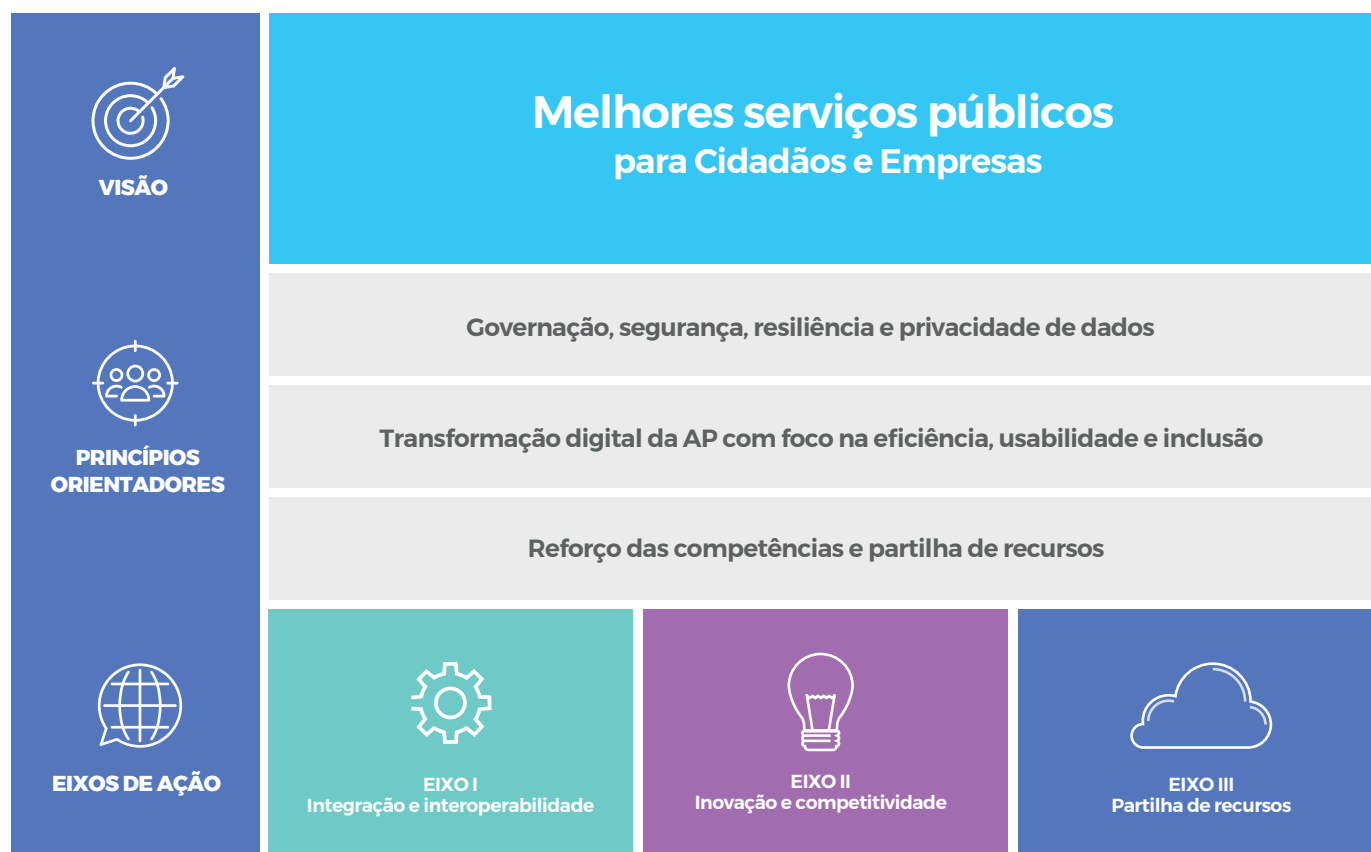 VISÃO
Melhores serviços públicos
para Cidadãos e Empresas
PRINCÍPIOS
ORIENTADORES
Governação, segurança, resiliência e privacidade de dados
Transformação digital da AP com foco na eficiência, usabilidade e inclusão
Reforço das competências e partilha de recursos
EIXOS DE AÇÃO
EIXO I
Integração e interoperabilidade
EIXO II
Inovação e competitividade
EIXO III
Partilha de recursos